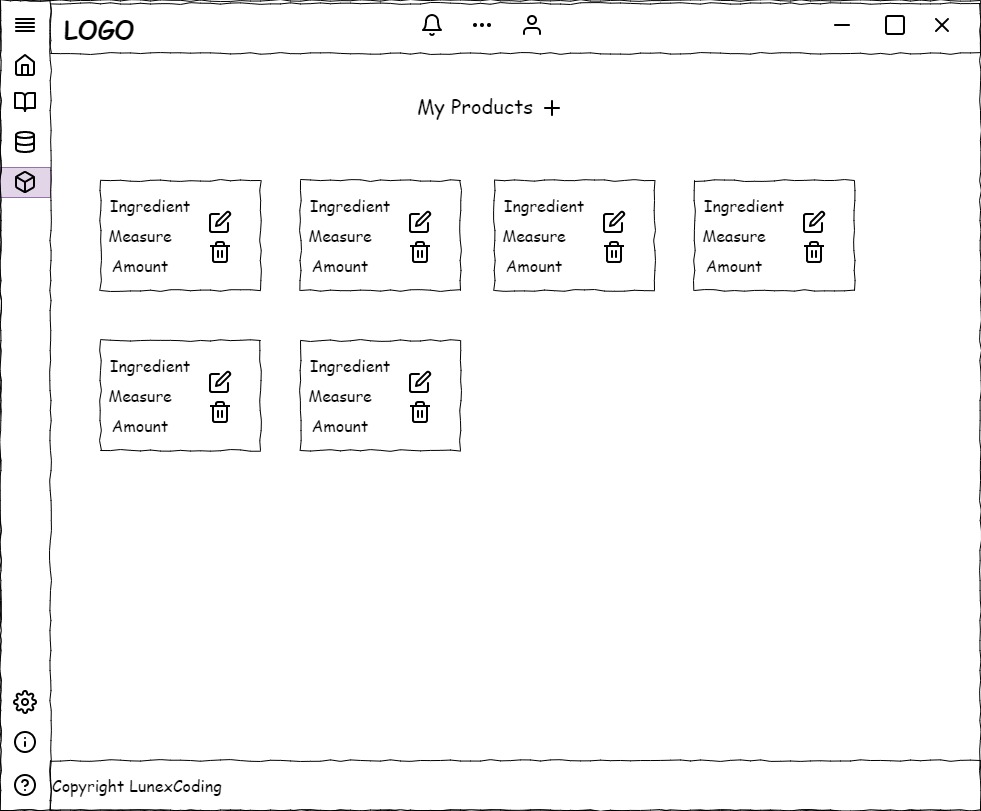 LOGO
My Products
Ingredient
Measure
Amount
Ingredient
Measure
Amount
Ingredient
Measure
Amount
Ingredient
Measure
Amount
Ingredient
Measure
Amount
Ingredient
Measure
Amount
Copyright LunexCoding